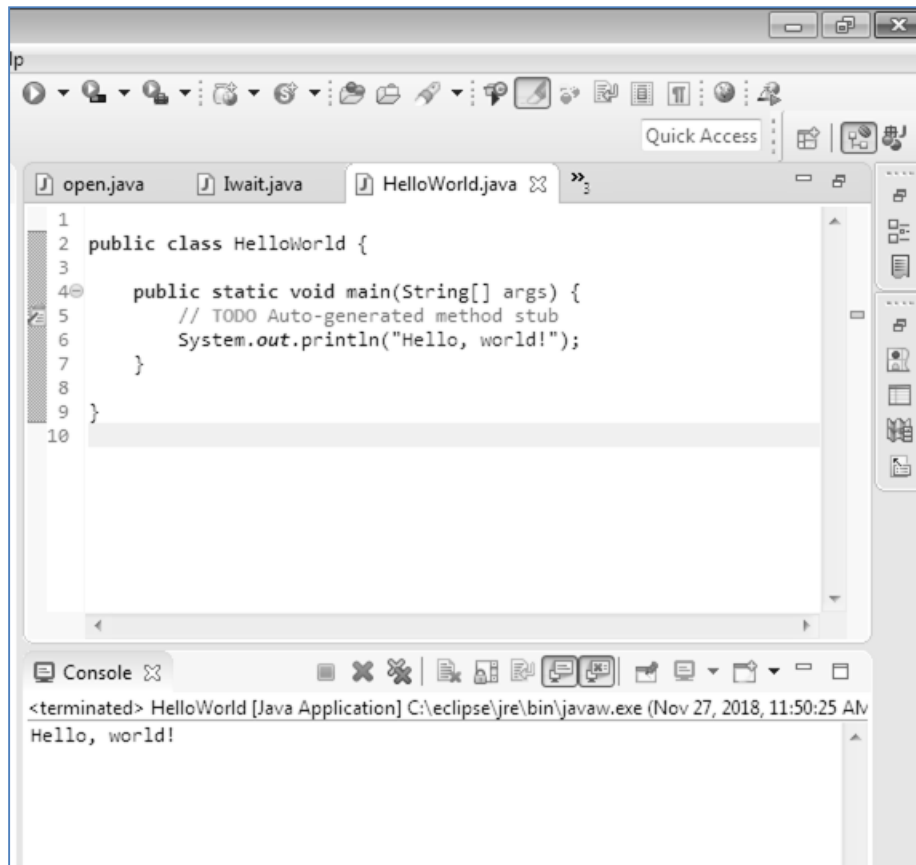 lp
Quick Access
open.java Iwait.java HelloWorld.java »3
1
2 public class HelloWorld {
3
4 public static void main(String[] args) {
5 // TODO Auto-generated method stub
6 System.out.println("Hello, world!");
7 }
8
9 }
10
Console
<terminated> HelloWorld [Java Application] C:\eclipse\jre\bin\javaw.exe (Nov 27, 2018, 11:50:25 AM
Hello, world!